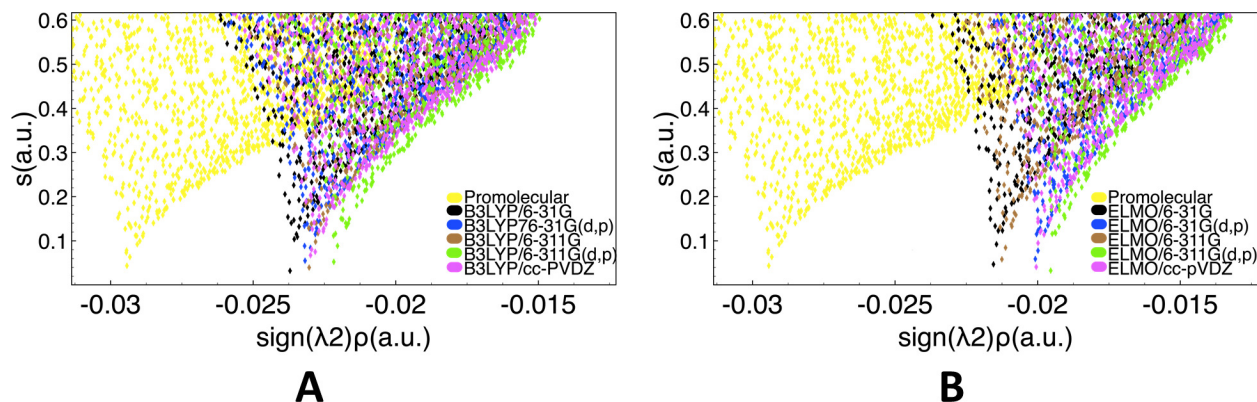 0.6
0.5
0.4
0.3
0.2
0.1
s(a.u.)
Promolecular
B3LYP/6-31G
B3LYP76-31G(d,p)
B3LYP/6-311G
B3LYP/6-311G(d,p)
B3LYP/cc-PVDZ
-0.03 -0.025 -0.02 -0.015
sign(λ2)ρ(a.u.)
A
0.6
0.5
0.4
0.3
0.2
0.1
s(a.u.)
Promolecular
ELMO/6-31G
ELMO/6-31G(d,p)
ELMO/6-311G
ELMO/6-311G(d,p)
ELMO/cc-pVDZ
-0.03 -0.025 -0.02 -0.015
sign(λ2)ρ(a.u.)
B